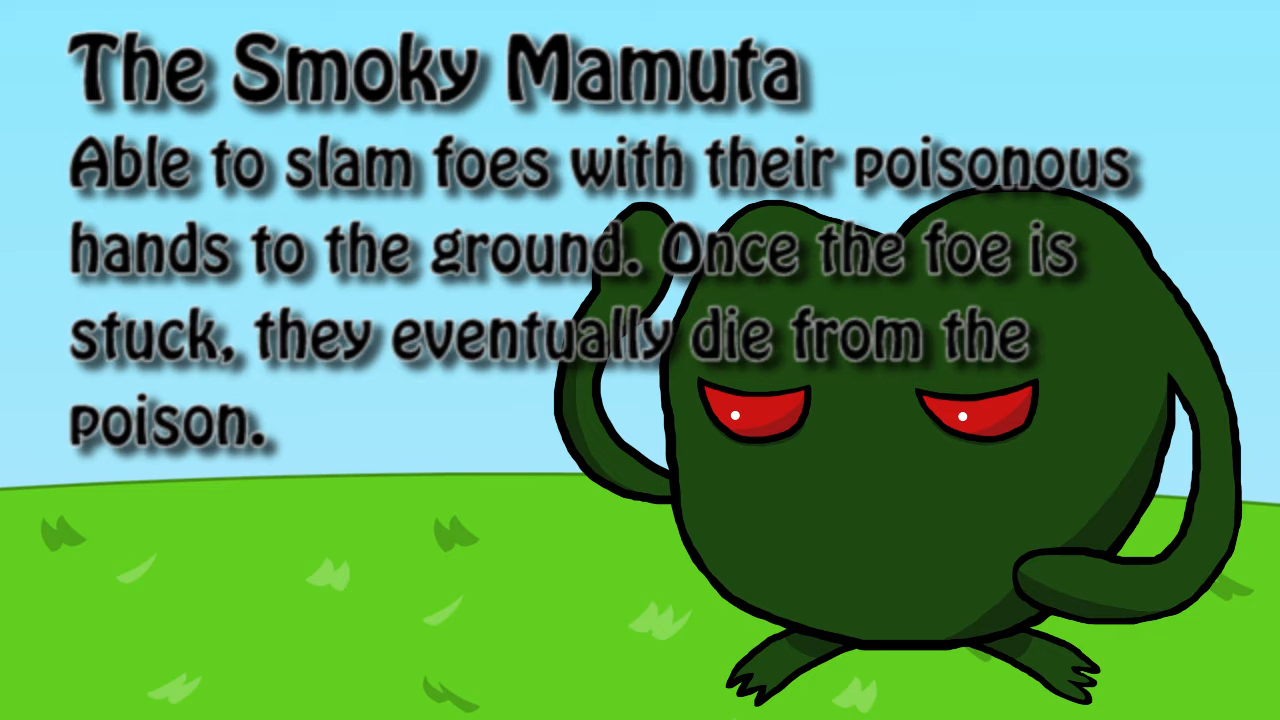 The Smoky Mamuta
Able to slam foes with their poisonous
hands to the ground. Once the foe is
stuck, they eventually die from the
poison.